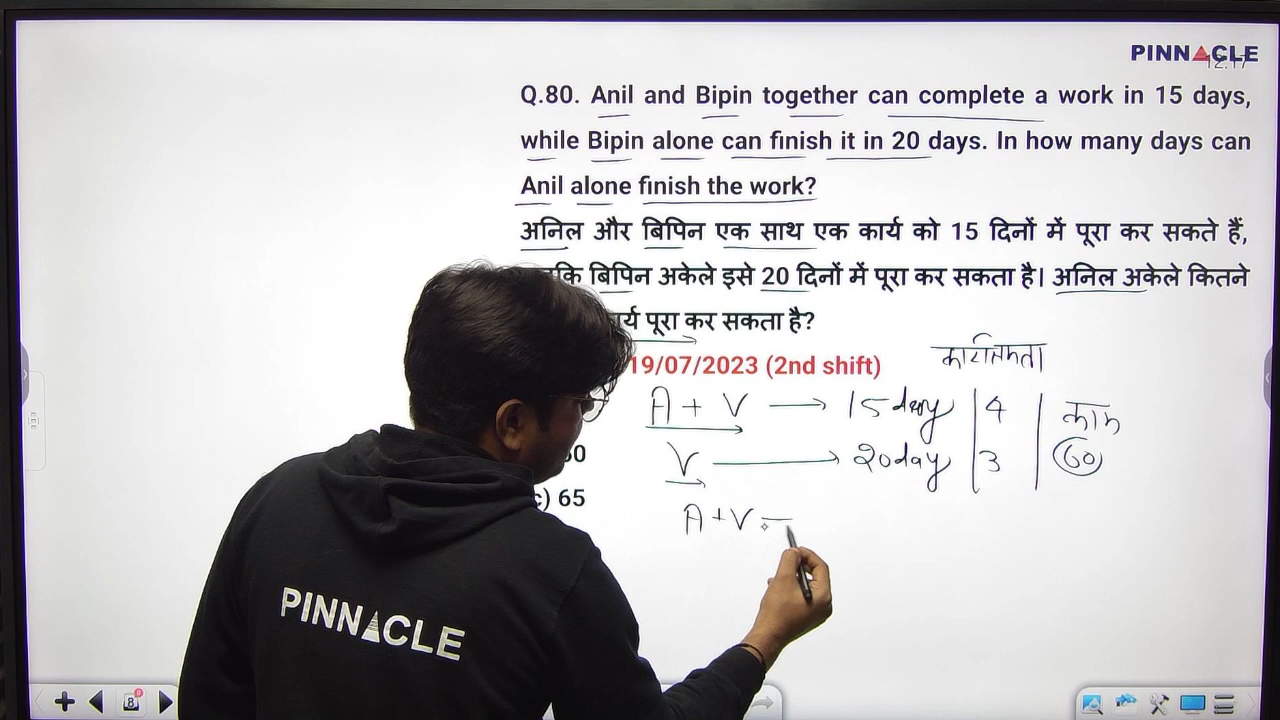 PINNACLE
12:17
Q.80. Anil and Bipin together can complete a work in 15 days,
while Bipin alone can finish it in 20 days. In how many days can
Anil alone finish the work?
अनिल और बिपिन एक साथ एक कार्य को 15 दिनों में पूरा कर सकते हैं,
बिपिन अकेले इसे 20 दिनों में पूरा कर सकता है। अनिल अकेले कितने
पूरा कर सकता है?
19/07/2023 (2nd shift)
A + V → 15 day | 4 | काम
V → 20 day | 3 | 60
c) 65
A + V =
PINNACLE
8